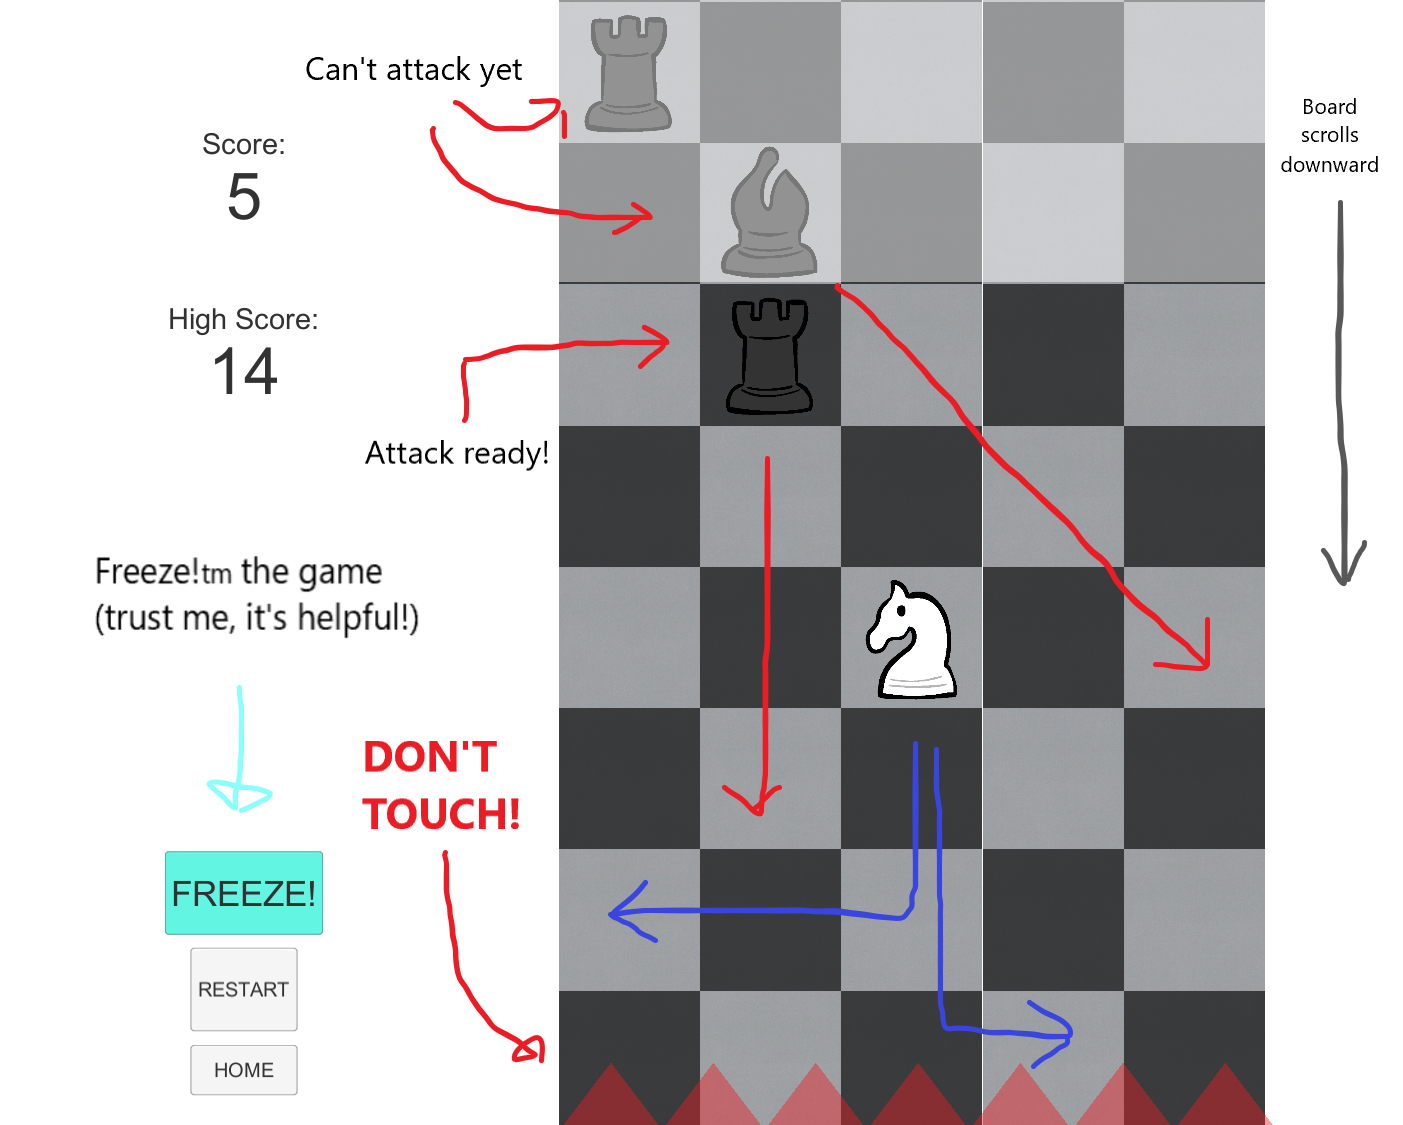 Can't attack yet
Board
scrolls
downward
Score:
5
High Score:
14
Attack ready!
Freeze!tm the game
(trust me, it's helpful!)
DON'T
TOUCH!
FREEZE!
RESTART
HOME